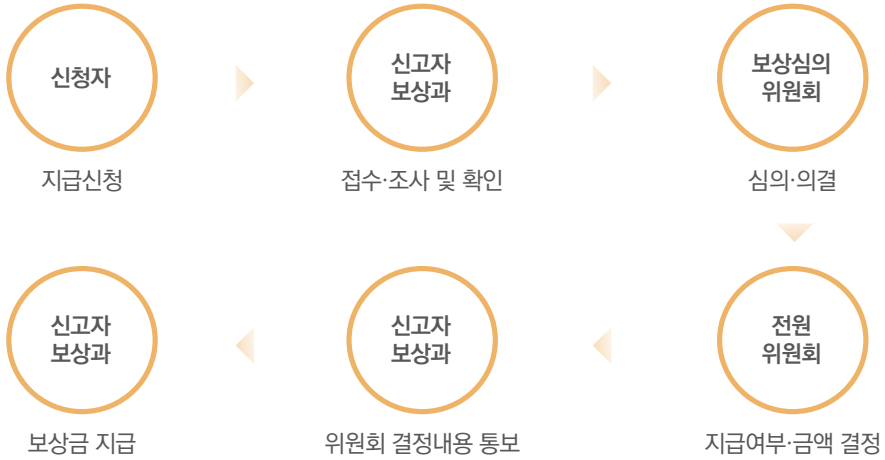 신청자
지급신청
신고자
보상과
접수·조사 및 확인
보상심의
위원회
심의·의결
전원
위원회
지급여부·금액 결정
신고자
보상과
위원회 결정내용 통보
신고자
보상과
보상금 지급